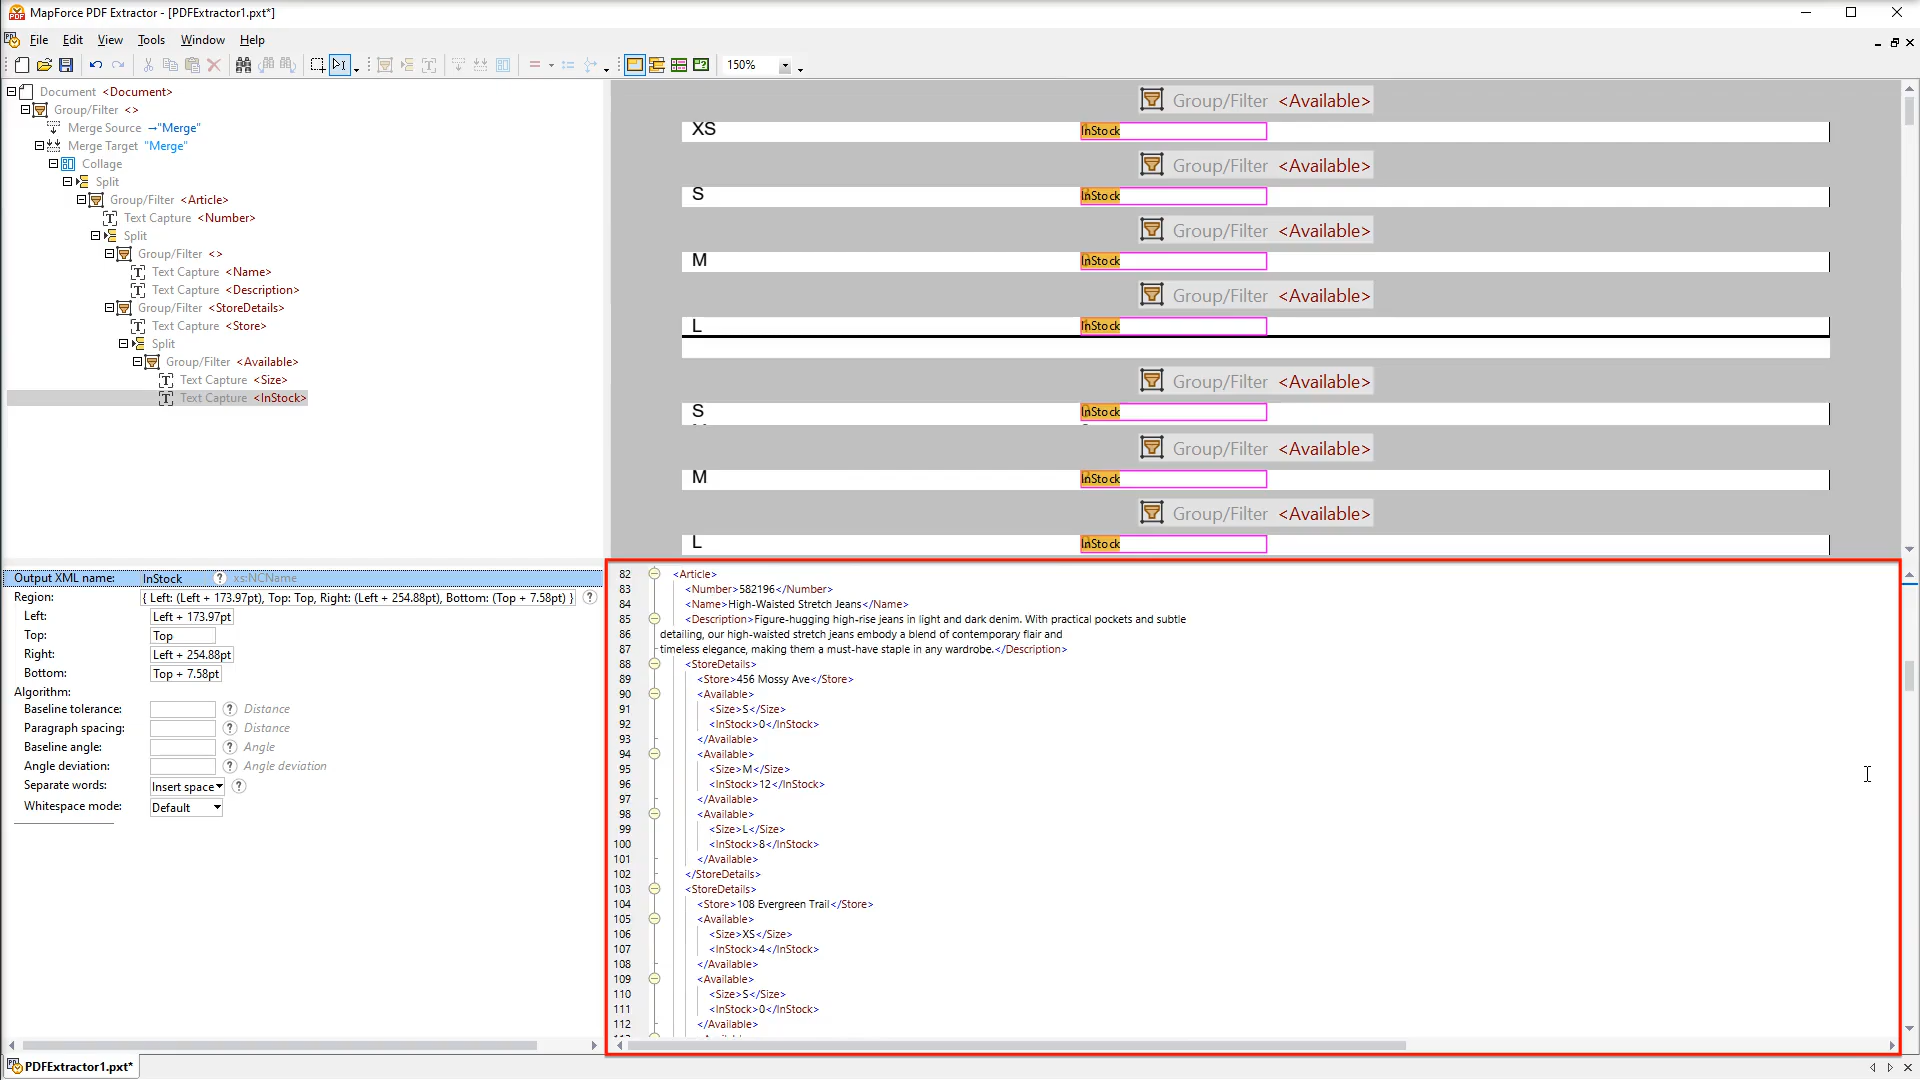 MapForce PDF Extractor - [PDFExtractor1.pxt*]
File Edit View Tools Window Help
150%
Document <Document>
Group/Filter <>
Merge Source →"Merge"
Merge Target "Merge"
Collage
Split
Group/Filter <Article>
Text Capture <Number>
Split
Group/Filter <>
Text Capture <Name>
Text Capture <Description>
Group/Filter <StoreDetails>
Text Capture <Store>
Split
Group/Filter <Available>
Text Capture <Size>
Text Capture <InStock>
Group/Filter <Available>
XS InStock
Group/Filter <Available>
S InStock
Group/Filter <Available>
M InStock
Group/Filter <Available>
L InStock
Group/Filter <Available>
S InStock
Group/Filter <Available>
M InStock
Group/Filter <Available>
L InStock
Output XML name: InStock ? xs:NCName
Region: { Left: (Left + 173.97pt), Top: Top, Right: (Left + 254.88pt), Bottom: (Top + 7.58pt) } ?
Left: Left + 173.97pt
Top: Top
Right: Left + 254.88pt
Bottom: Top + 7.58pt
Algorithm:
Baseline tolerance: ? Distance
Paragraph spacing: ? Distance
Baseline angle: ? Angle
Angle deviation: ? Angle deviation
Separate words: Insert space ?
Whitespace mode: Default
82 <Article>
83 <Number>582196</Number>
84 <Name>High-Waisted Stretch Jeans</Name>
85 <Description>Figure-hugging high-rise jeans in light and dark denim. With practical pockets and subtle
86 detailing, our high-waisted stretch jeans embody a blend of contemporary flair and
87 timeless elegance, making them a must-have staple in any wardrobe.</Description>
88 <StoreDetails>
89 <Store>456 Mossy Ave</Store>
90 <Available>
91 <Size>S</Size>
92 <InStock>0</InStock>
93 </Available>
94 <Available>
95 <Size>M</Size>
96 <InStock>12</InStock>
97 </Available>
98 <Available>
99 <Size>L</Size>
100 <InStock>8</InStock>
101 </Available>
102 </StoreDetails>
103 <StoreDetails>
104 <Store>108 Evergreen Trail</Store>
105 <Available>
106 <Size>XS</Size>
107 <InStock>4</InStock>
108 </Available>
109 <Available>
110 <Size>S</Size>
111 <InStock>0</InStock>
112 </Available>
PDFExtractor1.pxt*